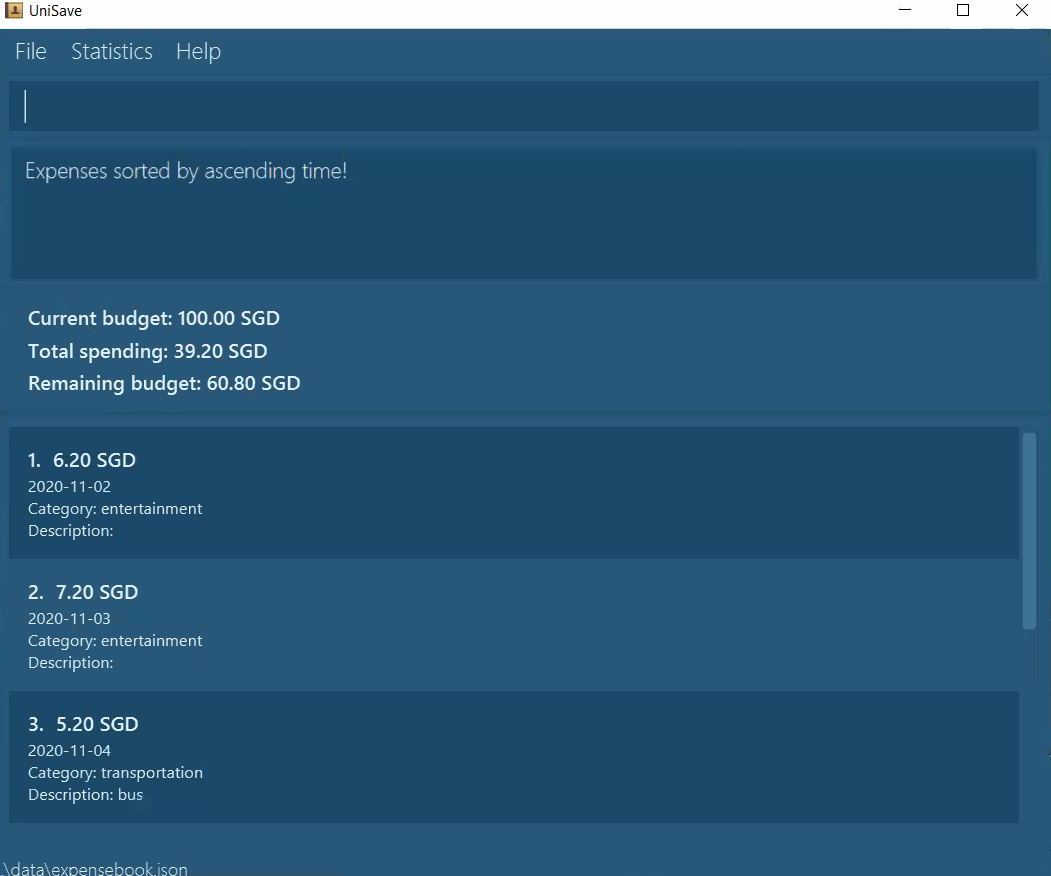 UniSave
File Statistics Help
Expenses sorted by ascending time!
Current budget: 100.00 SGD
Total spending: 39.20 SGD
Remaining budget: 60.80 SGD
1. 6.20 SGD
2020-11-02
Category: entertainment
Description:
2. 7.20 SGD
2020-11-03
Category: entertainment
Description:
3. 5.20 SGD
2020-11-04
Category: transportation
Description: bus
.\data\expensebook.json